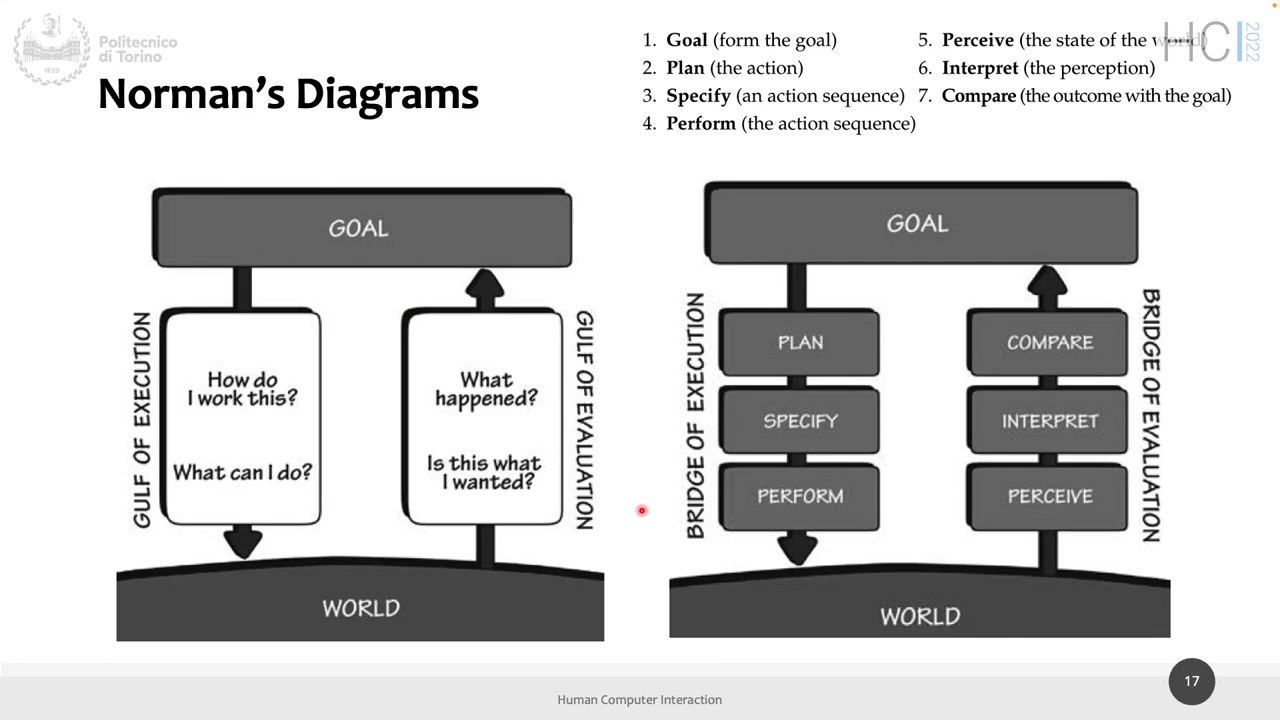 Politecnico
di Torino
1859
HCI
2022
Norman's Diagrams
1. Goal (form the goal)
2. Plan (the action)
3. Specify (an action sequence)
4. Perform (the action sequence)
5. Perceive (the state of the world)
6. Interpret (the perception)
7. Compare (the outcome with the goal)
GOAL
GULF OF EXECUTION
How do
I work this?
What can I do?
What
happened?
Is this what
I wanted?
GULF OF EVALUATION
WORLD
GOAL
BRIDGE OF EXECUTION
PLAN
SPECIFY
PERFORM
COMPARE
INTERPRET
PERCEIVE
BRIDGE OF EVALUATION
WORLD
Human Computer Interaction
17